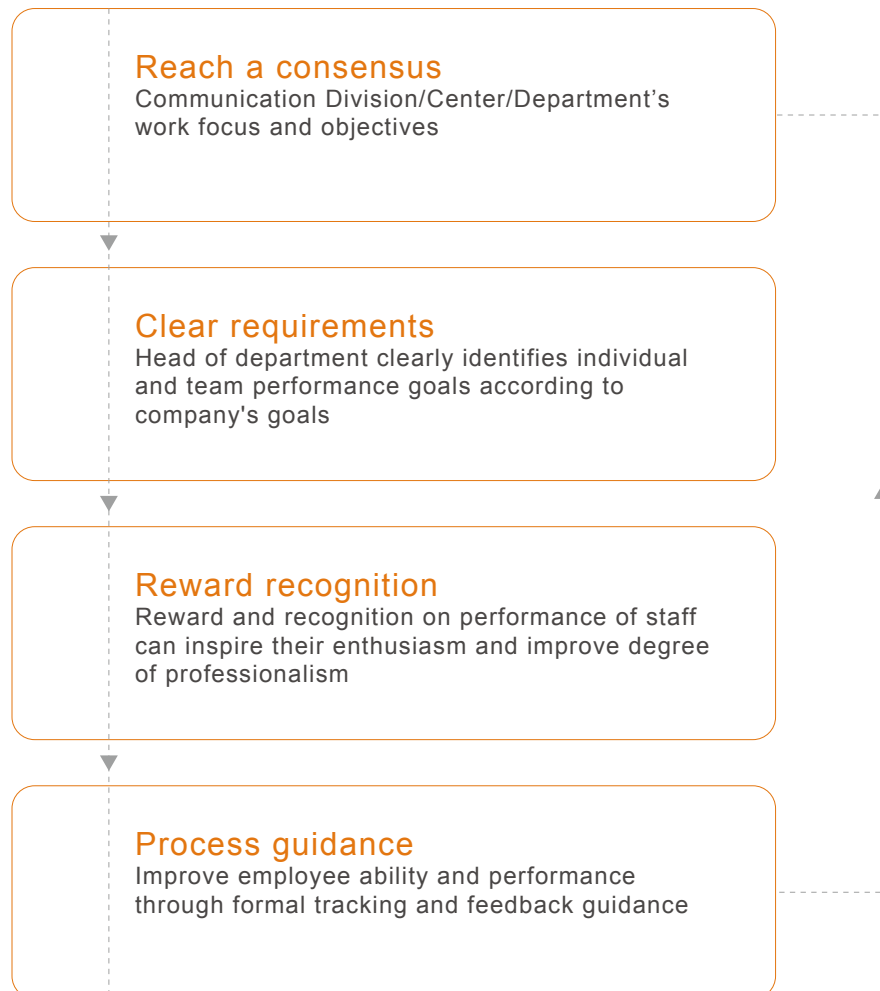 Reach a consensus
Communication Division/Center/Department’s
work focus and objectives
Clear requirements
Head of department clearly identifies individual
and team performance goals according to
company's goals
Reward recognition
Reward and recognition on performance of staff
can inspire their enthusiasm and improve degree
of professionalism
Process guidance
Improve employee ability and performance
through formal tracking and feedback guidance